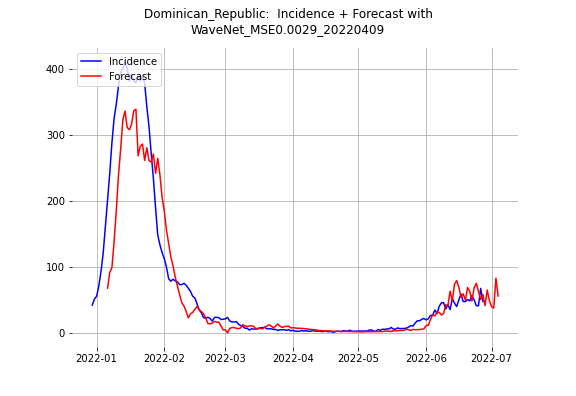 Dominican_Republic:  Incidence + Forecast with
WaveNet_MSE0.0029_20220409
Incidence
Forecast
400
300
200
100
0
2022-01 2022-02 2022-03 2022-04 2022-05 2022-06 2022-07